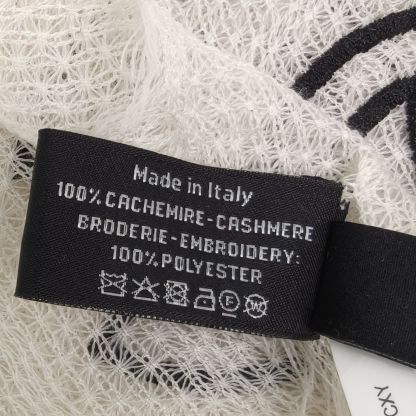 Made in Italy
100% CACHEMIRE-CASHMERE
BRODERIE-EMBROIDERY:
100% POLYESTER
W